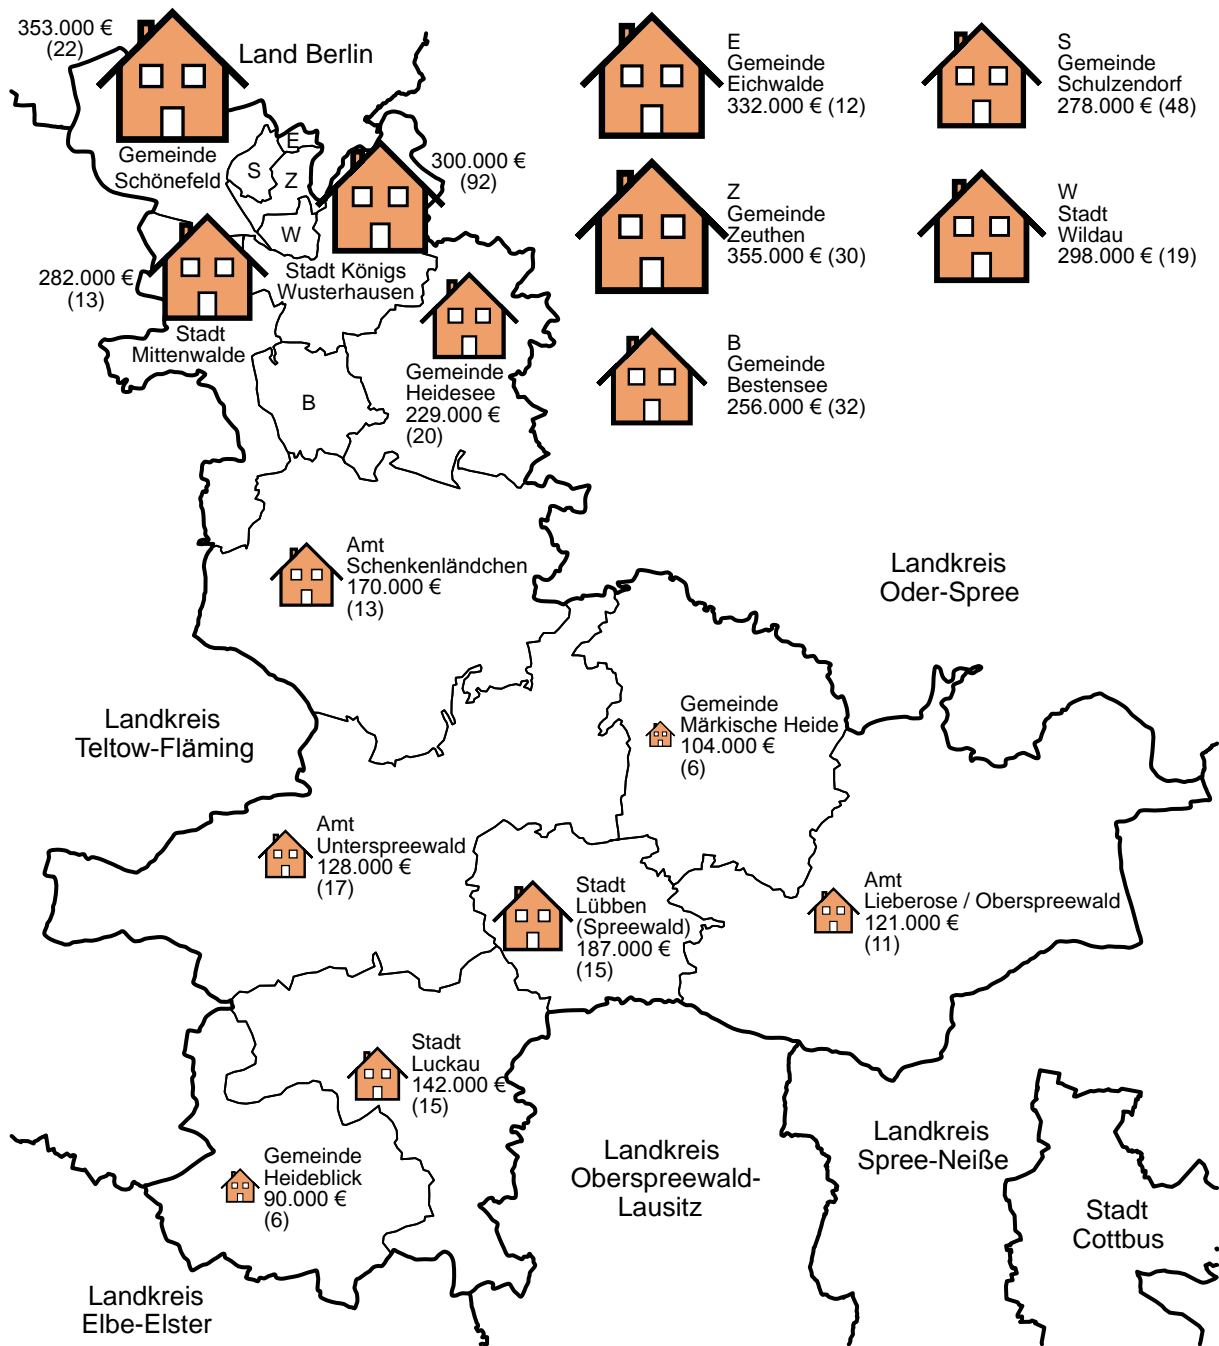 353.000 €
(22)
Land Berlin
Gemeinde
Schönefeld
E
S
Z
W
300.000 €
(92)
Stadt Königs
Wusterhausen
282.000 €
(13)
Stadt
Mittenwalde
B
Gemeinde
Heidesee
229.000 €
(20)
E
Gemeinde
Eichwalde
332.000 € (12)
S
Gemeinde
Schulzendorf
278.000 € (48)
Z
Gemeinde
Zeuthen
355.000 € (30)
W
Stadt
Wildau
298.000 € (19)
B
Gemeinde
Bestensee
256.000 € (32)
Amt
Schenkenländchen
170.000 €
(13)
Landkreis
Oder-Spree
Landkreis
Teltow-Fläming
Gemeinde
Märkische Heide
104.000 €
(6)
Amt
Unterspreewald
128.000 €
(17)
Stadt
Lübben
(Spreewald)
187.000 €
(15)
Amt
Lieberose / Oberspreewald
121.000 €
(11)
Stadt
Luckau
142.000 €
(15)
Gemeinde
Heideblick
90.000 €
(6)
Landkreis
Oberspreewald-
Lausitz
Landkreis
Spree-Neiße
Stadt
Cottbus
Landkreis
Elbe-Elster